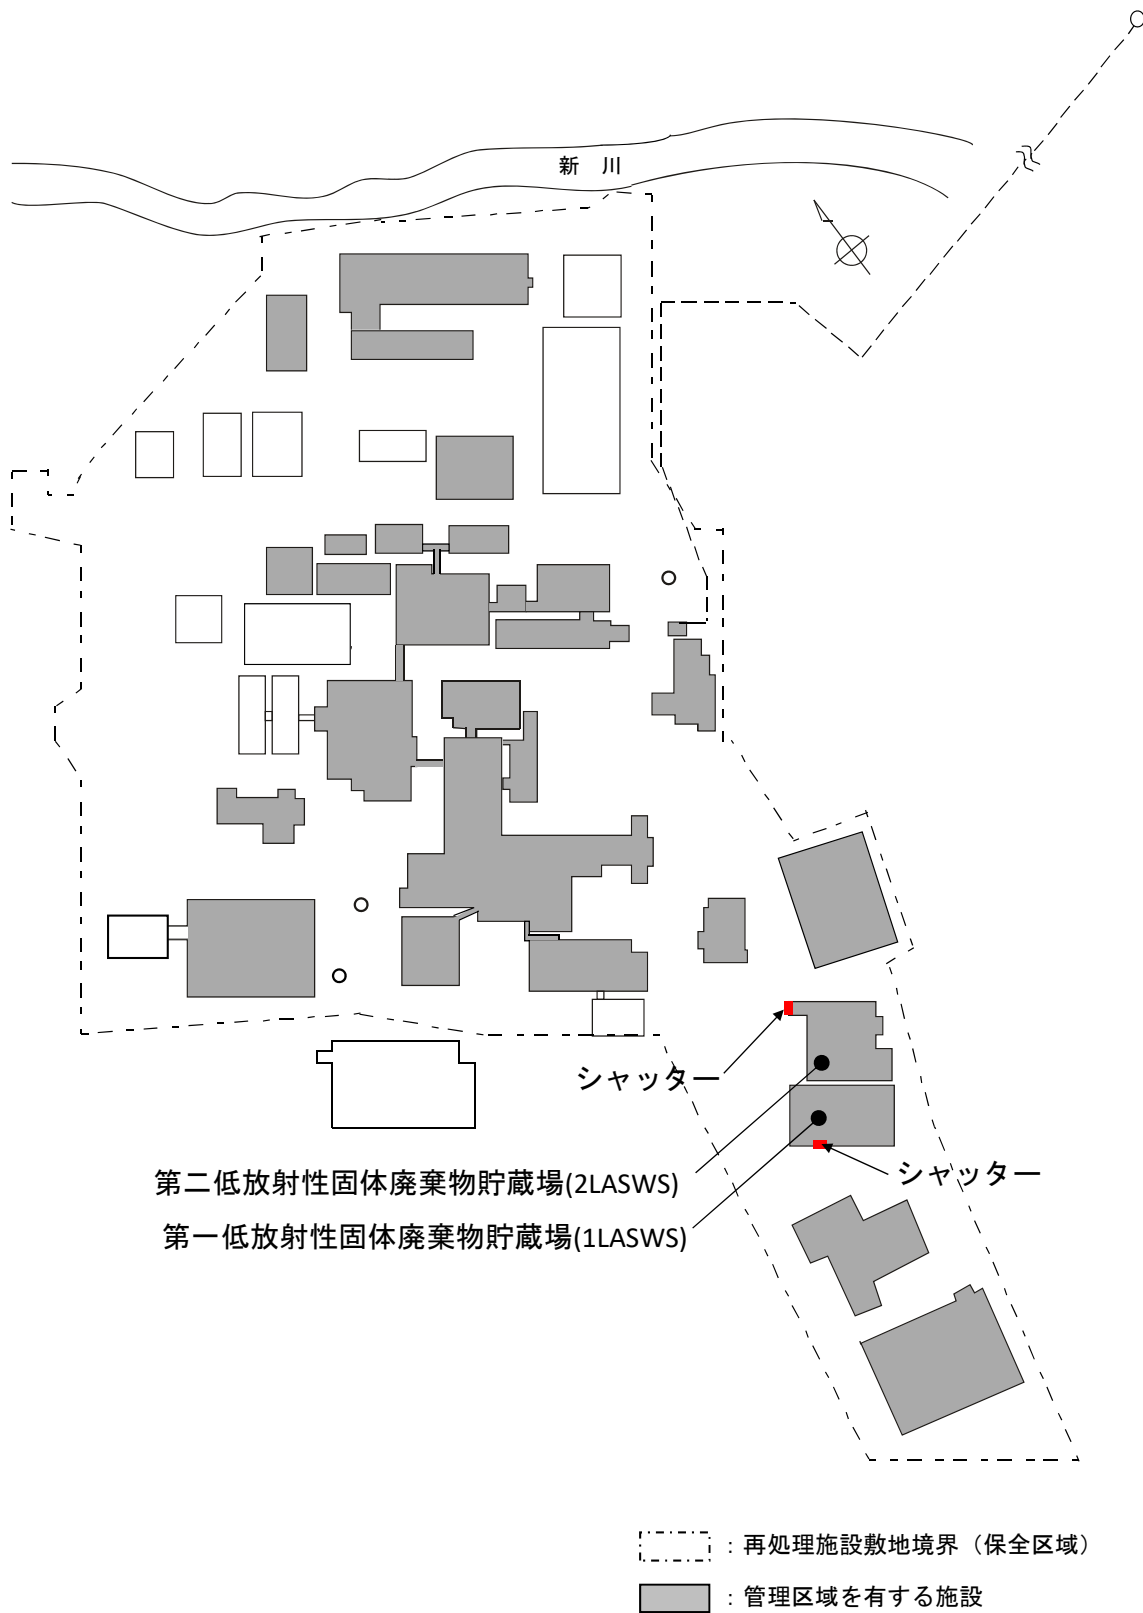 新　川
シャッター
第二低放射性固体廃棄物貯蔵場(2LASWS)
シャッター
第一低放射性固体廃棄物貯蔵場(1LASWS)
：再処理施設敷地境界（保全区域）
：管理区域を有する施設